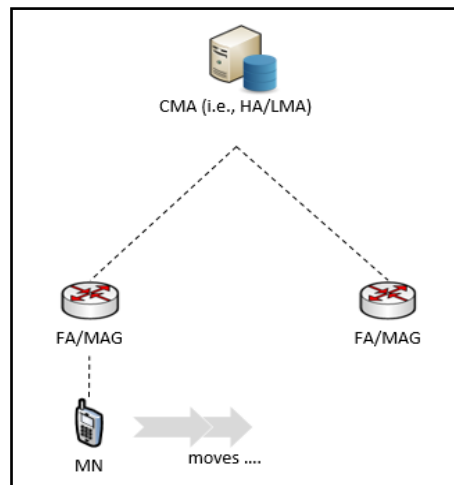 CMA (i.e., HA/LMA)
FA/MAG
FA/MAG
MN
moves ....